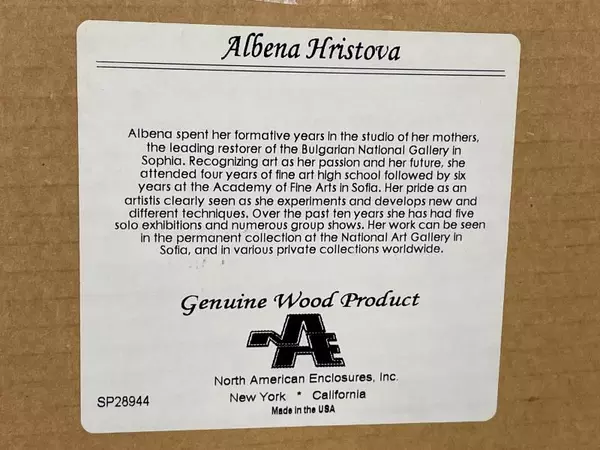 Albena Hristova
Albena spent her formative years in the studio of her mothers,
the leading restorer of the Bulgarian National Gallery in
Sophia. Recognizing art as her passion and her future, she
attended four years of fine art high school followed by six
years at the Academy of Fine Arts in Sofia. Her pride as an
artistis clearly seen as she experiments and develops new and
different techniques. Over the past ten years she has had five
solo exhibitions and numerous group shows. Her work can be seen
in the permanent collection at the National Art Gallery in
Sofia, and in various private collections worldwide.
Genuine Wood Product
NAE
North American Enclosures, Inc.
New York * California
Made in the USA
SP28944